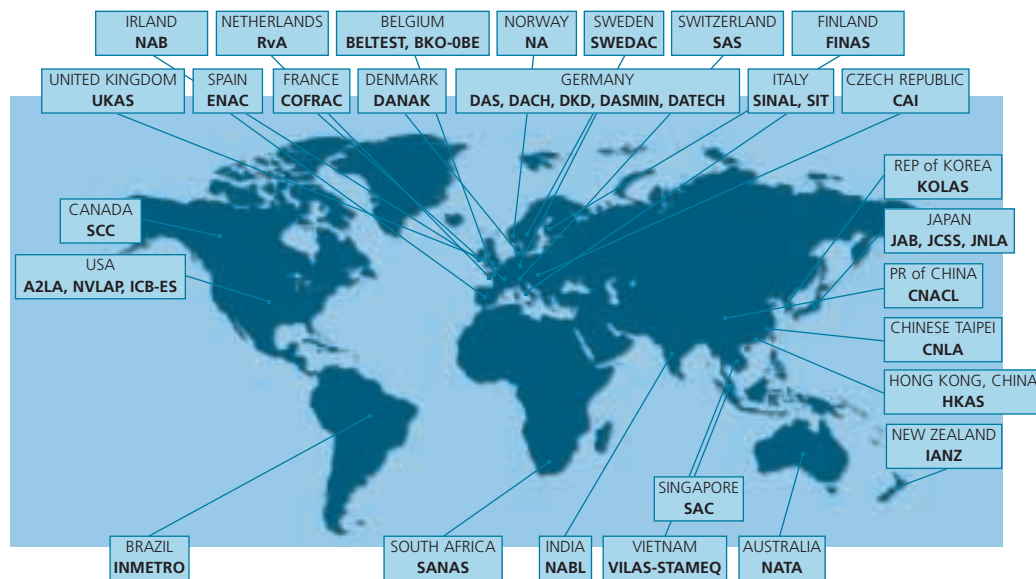 IRLAND
NAB
NETHERLANDS
RvA
BELGIUM
BELTEST, BKO-0BE
NORWAY
NA
SWEDEN
SWEDAC
SWITZERLAND
SAS
FINLAND
FINAS
UNITED KINGDOM
UKAS
SPAIN
ENAC
FRANCE
COFRAC
DENMARK
DANAK
GERMANY
DAS, DACH, DKD, DASMIN, DATECH
ITALY
SINAL, SIT
CZECH REPUBLIC
CAI
REP of KOREA
KOLAS
CANADA
SCC
JAPAN
JAB, JCSS, JNLA
USA
A2LA, NVLAP, ICB-ES
PR of CHINA
CNACL
CHINESE TAIPEI
CNLA
HONG KONG, CHINA
HKAS
NEW ZEALAND
IANZ
SINGAPORE
SAC
BRAZIL
INMETRO
SOUTH AFRICA
SANAS
INDIA
NABL
VIETNAM
VILAS-STAMEQ
AUSTRALIA
NATA